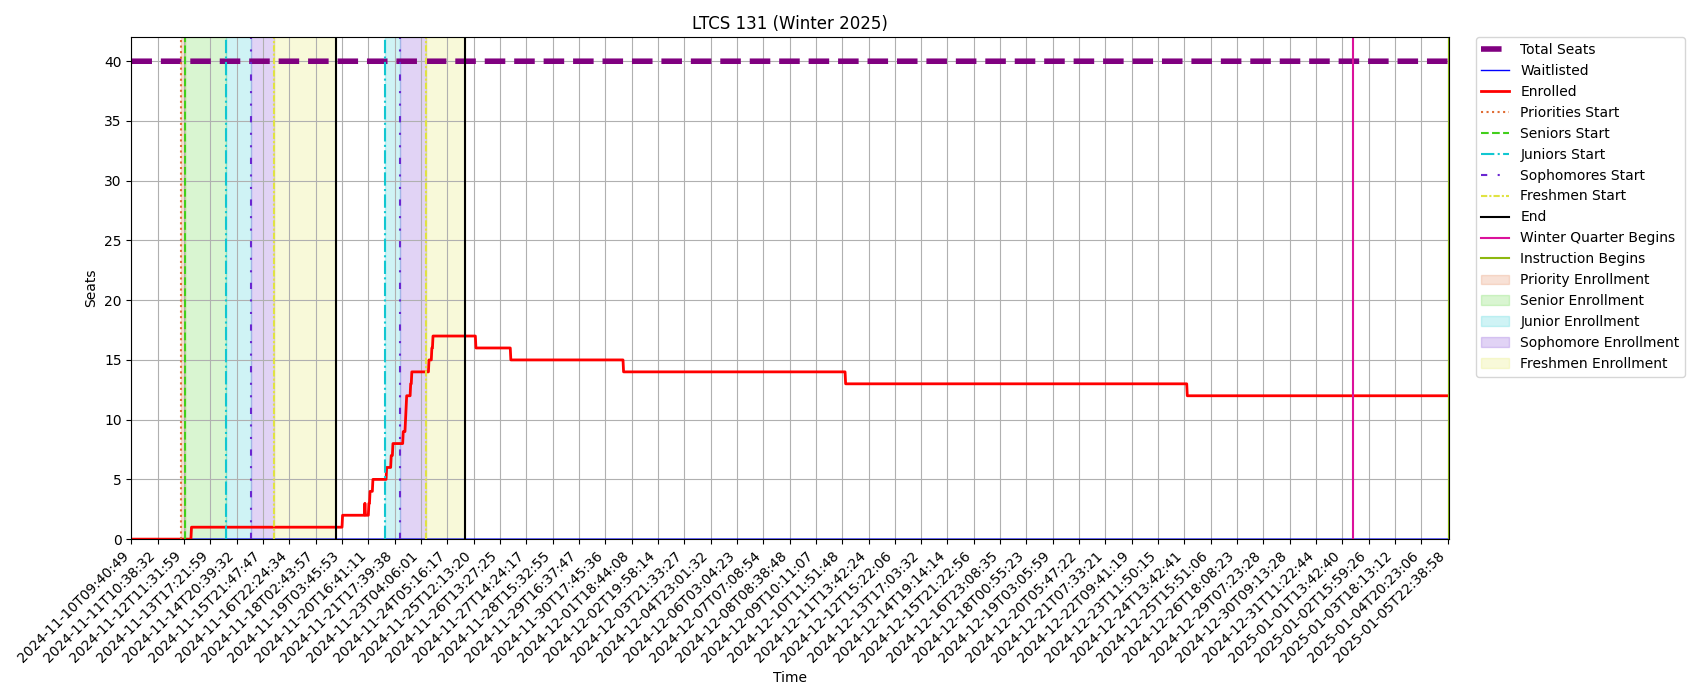 LTCS 131 (Winter 2025)
Seats
40
35
30
25
20
15
10
5
0
2024-11-10T09:40:49
2024-11-11T10:38:32
2024-11-12T11:31:59
2024-11-13T17:21:59
2024-11-14T20:39:32
2024-11-15T21:47:47
2024-11-16T22:24:34
2024-11-18T02:43:57
2024-11-19T03:45:53
2024-11-20T16:41:11
2024-11-21T17:39:38
2024-11-23T04:06:01
2024-11-24T05:16:17
2024-11-25T12:13:20
2024-11-26T13:27:25
2024-11-27T14:24:17
2024-11-28T15:32:55
2024-11-29T16:37:47
2024-11-30T17:45:36
2024-12-01T18:44:08
2024-12-02T19:58:14
2024-12-03T21:33:27
2024-12-04T23:01:32
2024-12-06T03:04:23
2024-12-07T07:08:54
2024-12-08T08:38:48
2024-12-09T10:11:07
2024-12-10T11:51:48
2024-12-11T13:42:24
2024-12-12T15:22:06
2024-12-13T17:03:32
2024-12-14T19:14:14
2024-12-15T21:22:56
2024-12-16T23:08:35
2024-12-18T00:55:23
2024-12-19T03:05:59
2024-12-20T05:47:22
2024-12-21T07:33:21
2024-12-22T09:41:19
2024-12-23T11:50:15
2024-12-24T13:42:41
2024-12-25T15:51:06
2024-12-26T18:08:23
2024-12-29T07:23:28
2024-12-30T09:13:28
2024-12-31T11:22:44
2025-01-01T13:42:40
2025-01-02T15:59:26
2025-01-03T18:13:12
2025-01-04T20:23:06
2025-01-05T22:38:58
Time
Total Seats
Waitlisted
Enrolled
Priorities Start
Seniors Start
Juniors Start
Sophomores Start
Freshmen Start
End
Winter Quarter Begins
Instruction Begins
Priority Enrollment
Senior Enrollment
Junior Enrollment
Sophomore Enrollment
Freshmen Enrollment